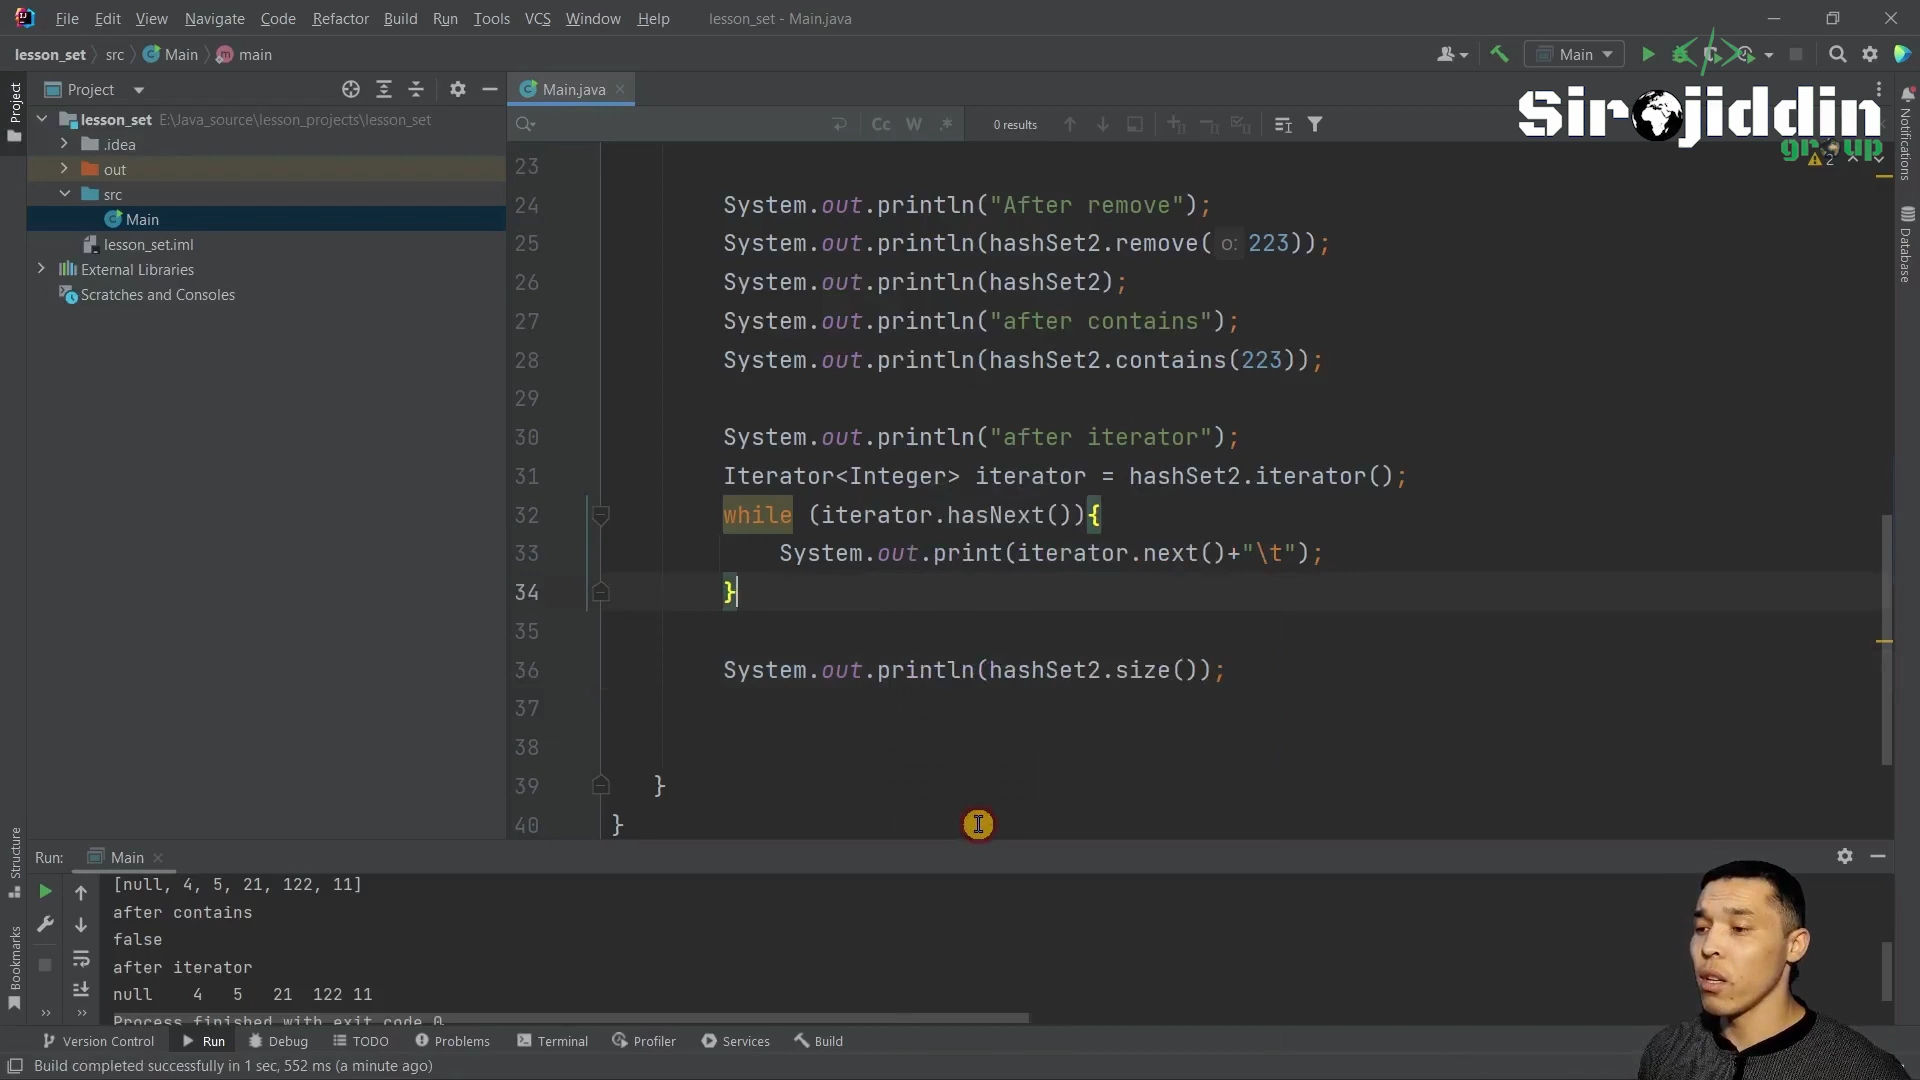 File Edit View Navigate Code Refactor Build Run Tools VCS Window Help lesson_set - Main.java
lesson_set src Main main Main
Project
Project
Main.java
Notifications
Database
Structure
Bookmarks
Sirojiddin
group
lesson_set E:\Java_source\lesson_projects\lesson_set
.idea
out
src
Main
lesson_set.iml
External Libraries
Scratches and Consoles
Cc W .* 0 results
2
23
24 System.out.println("After remove");
25 System.out.println(hashSet2.remove( o: 223));
26 System.out.println(hashSet2);
27 System.out.println("after contains");
28 System.out.println(hashSet2.contains(223));
29
30 System.out.println("after iterator");
31 Iterator<Integer> iterator = hashSet2.iterator();
32 while (iterator.hasNext()){
33 System.out.print(iterator.next()+"\t");
34 }
35
36 System.out.println(hashSet2.size());
37
38
39 }
40 }
Run: Main
[null, 4, 5, 21, 122, 11]
after contains
false
after iterator
null 4 5 21 122 11
Process finished with exit code 0
Version Control Run Debug TODO Problems Terminal Profiler Services Build
Build completed successfully in 1 sec, 552 ms (a minute ago)